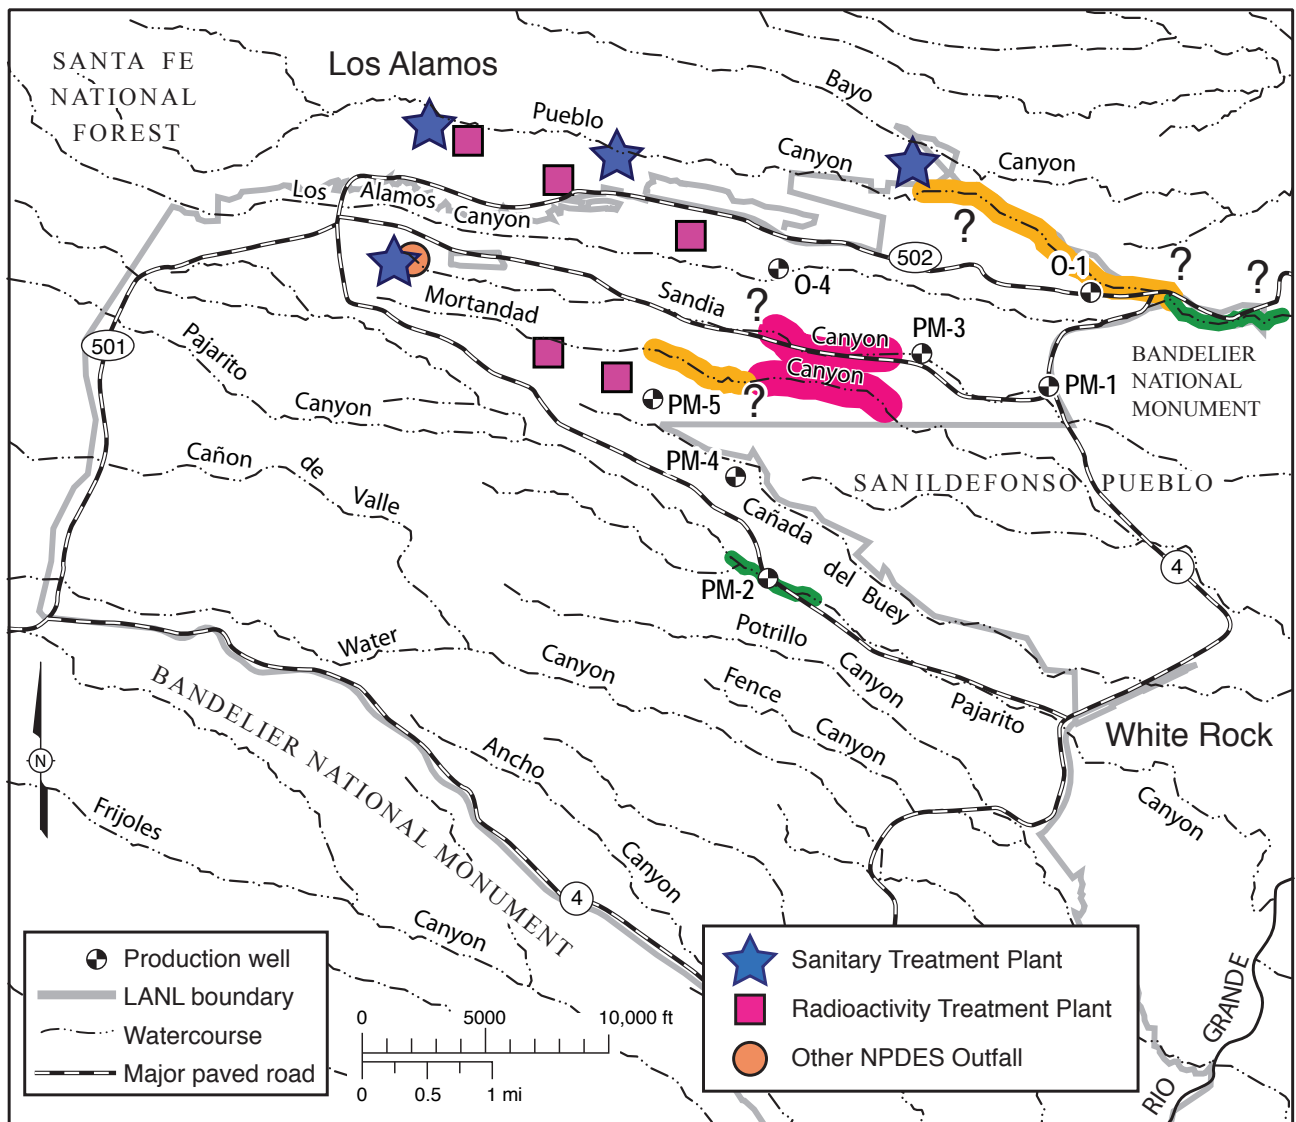 SANTA FE
NATIONAL
FOREST
Los Alamos
Bayo
Pueblo
Canyon
Canyon
Los
Alamos
Canyon
?
502
O-1
?
?
O-4
Sandia
Mortandad
?
Canyon
PM-3
501
Pajarito
Canyon
BANDELIER
NATIONAL
MONUMENT
PM-1
PM-5
?
Canyon
Cañon
de
Valle
PM-4
SANILDEFONSO PUEBLO
Cañada
del
Buey
4
PM-2
Potrillo
Canyon
Water
Canyon
Fence
Canyon
Pajarito
White Rock
BANDELIER NATIONAL MONUMENT
Ancho
Canyon
Canyon
Frijoles
Canyon
4
RIO
GRANDE
Production well
LANL boundary
Watercourse
Major paved road
N
0 5000 10,000 ft
0 0.5 1 mi
Sanitary Treatment Plant
Radioactivity Treatment Plant
Other NPDES Outfall